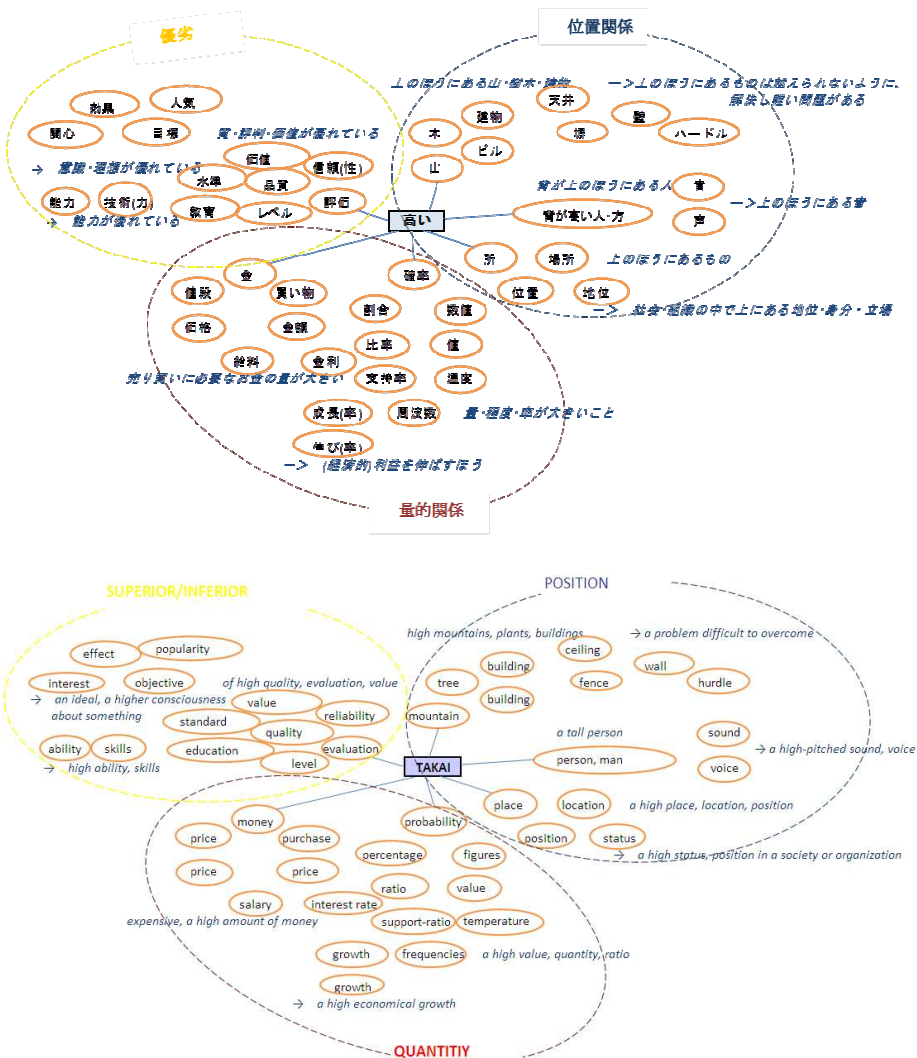 優劣
位置関係
上のほうにある山・樹木・建物
ー＞上のほうにあるものは越えられないように、
解決し難い問題がある
効果
人気
関心
目標
質・評判・価値が優れている
→ 意識・理想が優れている
価値
信頼(性)
水準
品質
能力
技術(力)
教育
レベル
評価
→ 能力が優れている
木
建物
天井
壁
ハードル
ビル
山
背が上のほうにある人
音
背が高い人・方
ー＞上のほうにある音
声
高い
所
場所
上のほうにあるもの
位置
地位
ー＞ 社会・組織の中で上にある地位・身分・立場
金
確率
値段
買い物
割合
数値
価格
金額
比率
値
給料
金利
売り買いに必要なお金の量が大きい
支持率
温度
成長(率)
周波数
量・程度・率が大きいこと
伸び(率)
ー＞ (経済的)利益を伸ばすほう
量的関係
SUPERIOR/INFERIOR
POSITION
high mountains, plants, buildings
→ a problem difficult to overcome
effect
popularity
interest
objective
of high quality, evaluation, value
→ an ideal, a higher consciousness
about something
value
standard
reliability
quality
ability
skills
education
evaluation
level
→ high ability, skills
tree
building
ceiling
wall
fence
hurdle
building
mountain
a tall person
sound
→ a high-pitched sound, voice
person, man
voice
TAKAI
place
location
a high place, location, position
position
status
→ a high status, position in a society or organization
money
probability
price
purchase
percentage
figures
price
price
ratio
value
salary
interest rate
expensive, a high amount of money
support-ratio
temperature
growth
frequencies
a high value, quantity, ratio
growth
→ a high economical growth
QUANTITIY